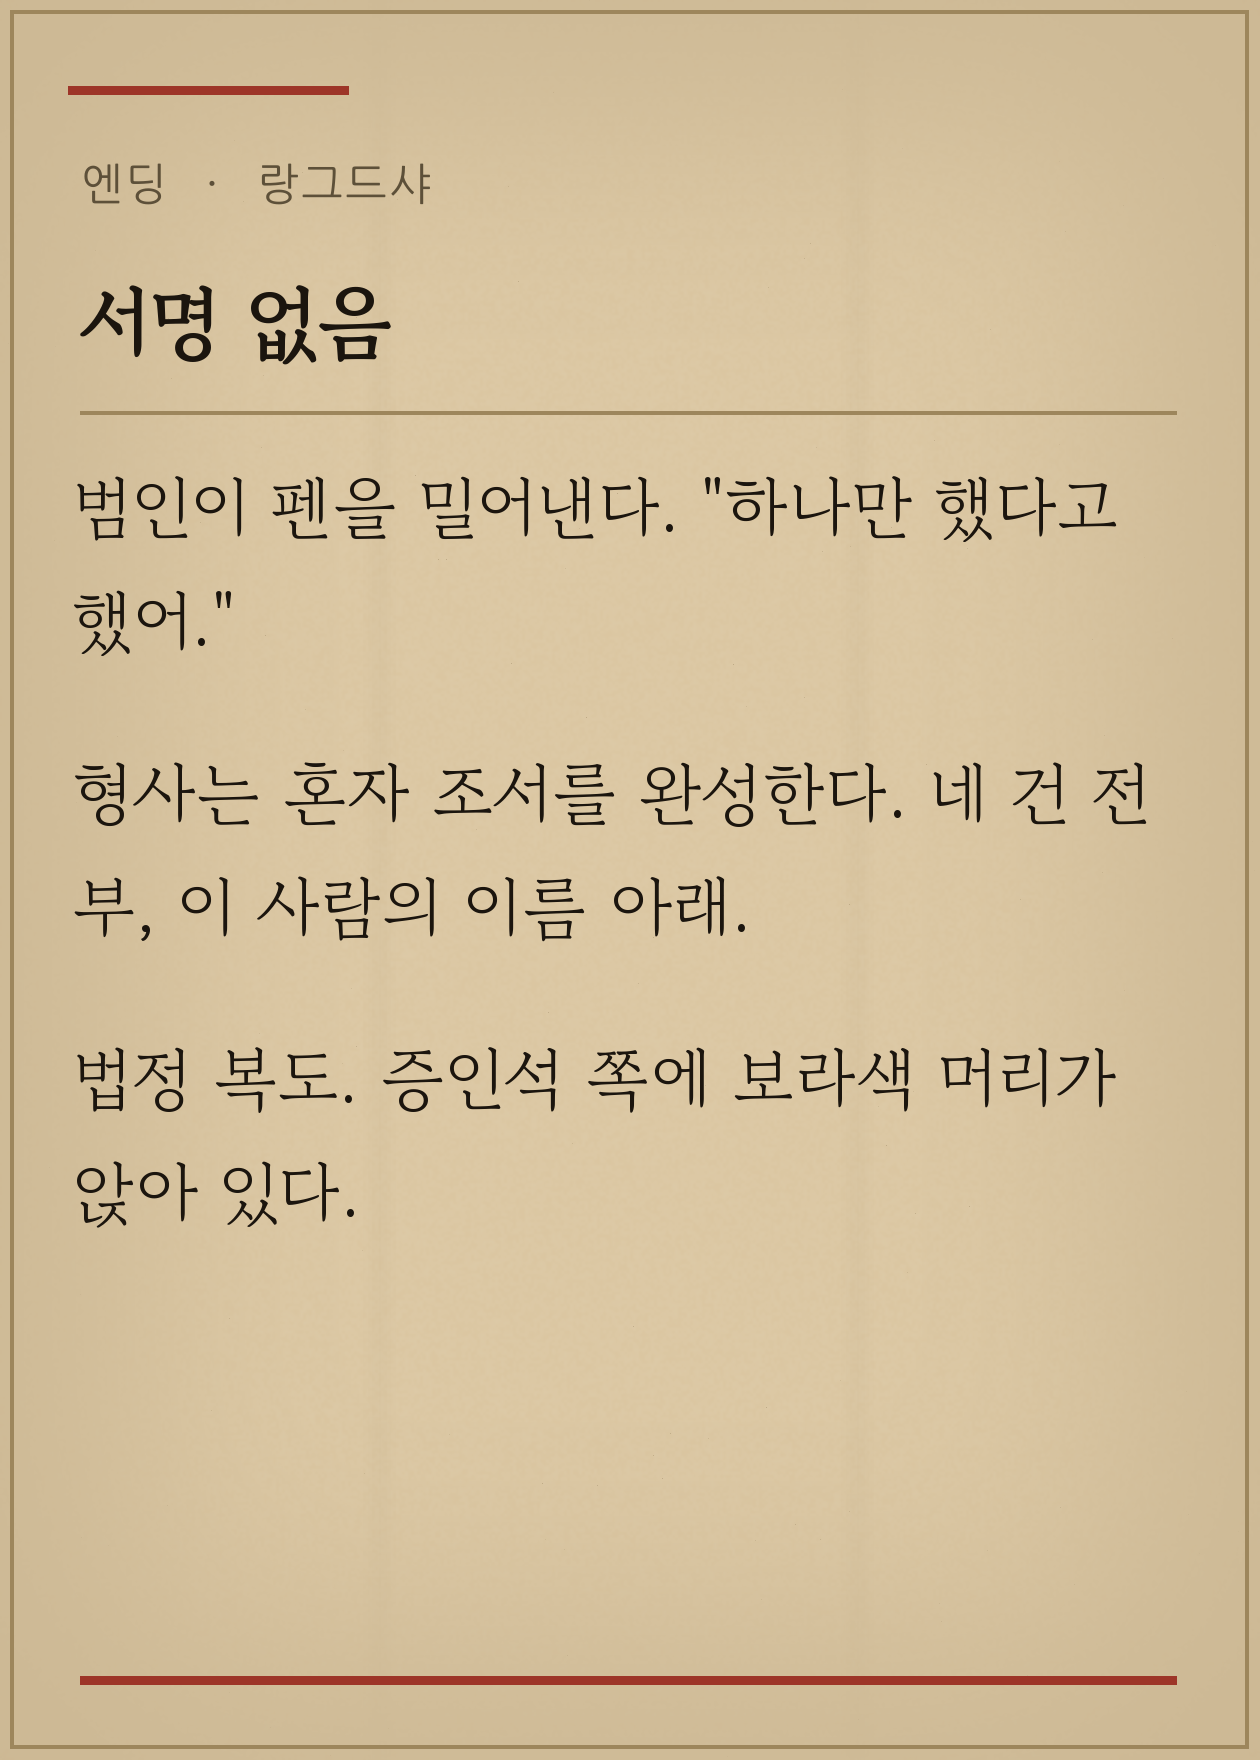 엔딩 · 랑그드샤
서명 없음
범인이 펜을 밀어낸다. "하나만 했다고
했어."
형사는 혼자 조서를 완성한다. 네 건 전
부, 이 사람의 이름 아래.
법정 복도. 증인석 쪽에 보라색 머리가
앉아 있다.